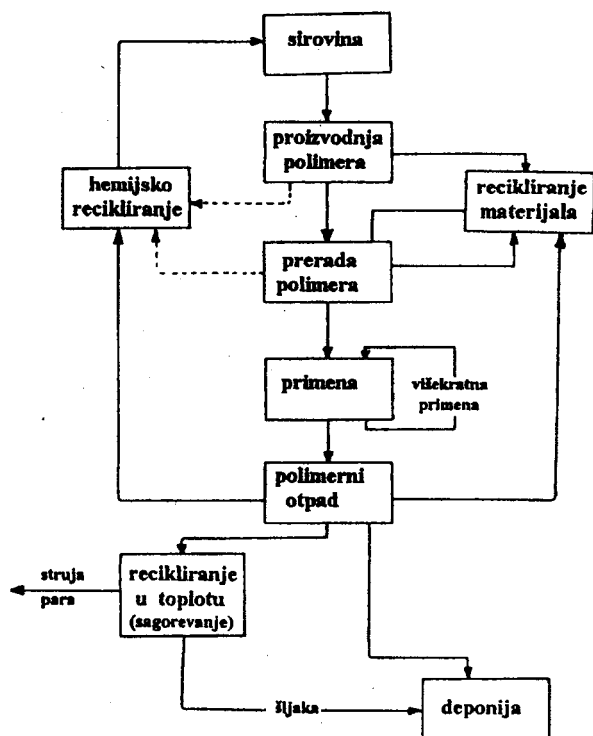 sirovina
proizvodnja
polimera
hemijsko
recikliranje
recikliranje
materijala
prerada
polimera
primena
višekratna
primena
polimerni
otpad
struja
para
recikliranje
u toplotu
(sagorevanje)
šljaka
deponija